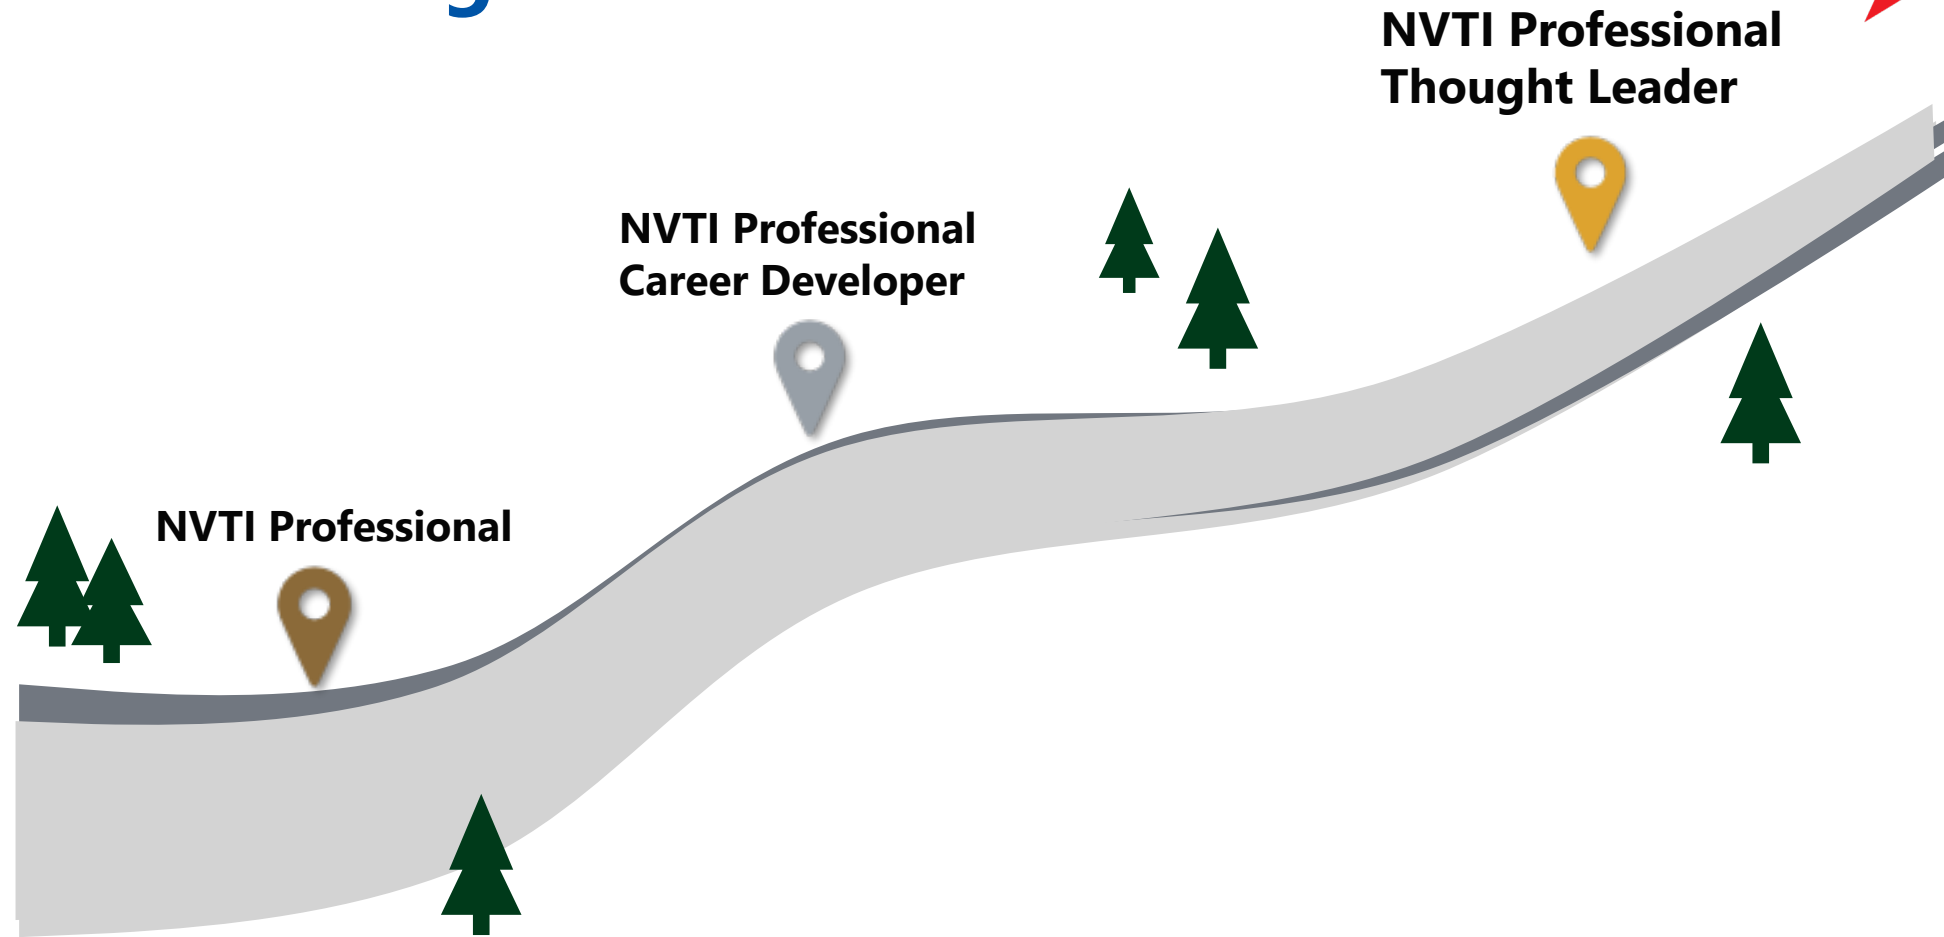 NVTI Professional
Thought Leader
NVTI Professional
Career Developer
NVTI Professional